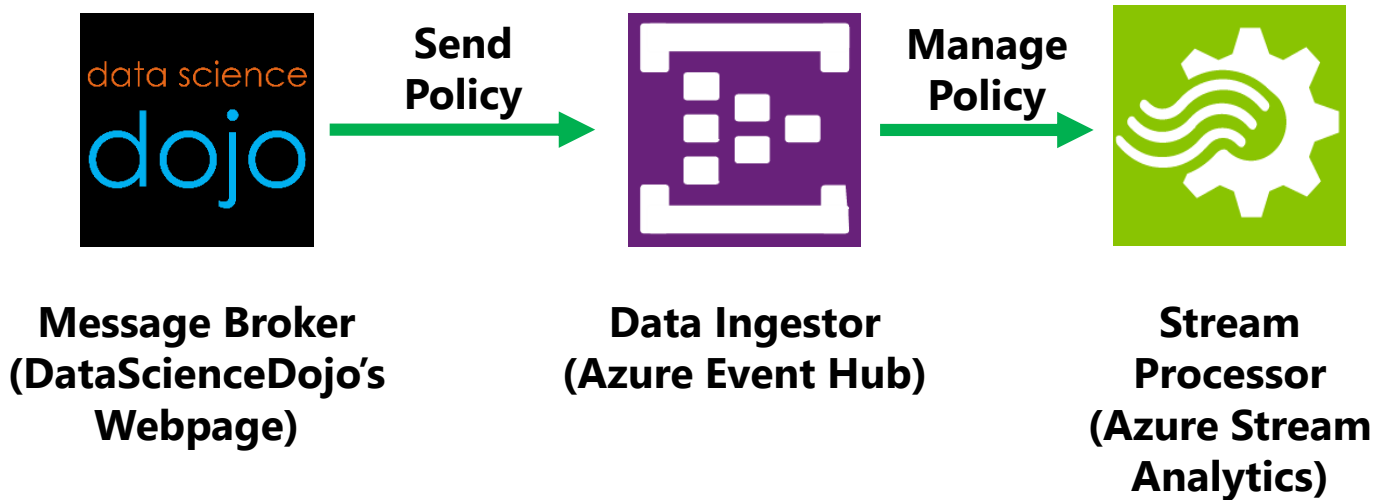 data science
dojo
Send
Policy
Manage
Policy
Message Broker
(DataScienceDojo’s
Webpage)
Data Ingestor
(Azure Event Hub)
Stream
Processor
(Azure Stream
Analytics)